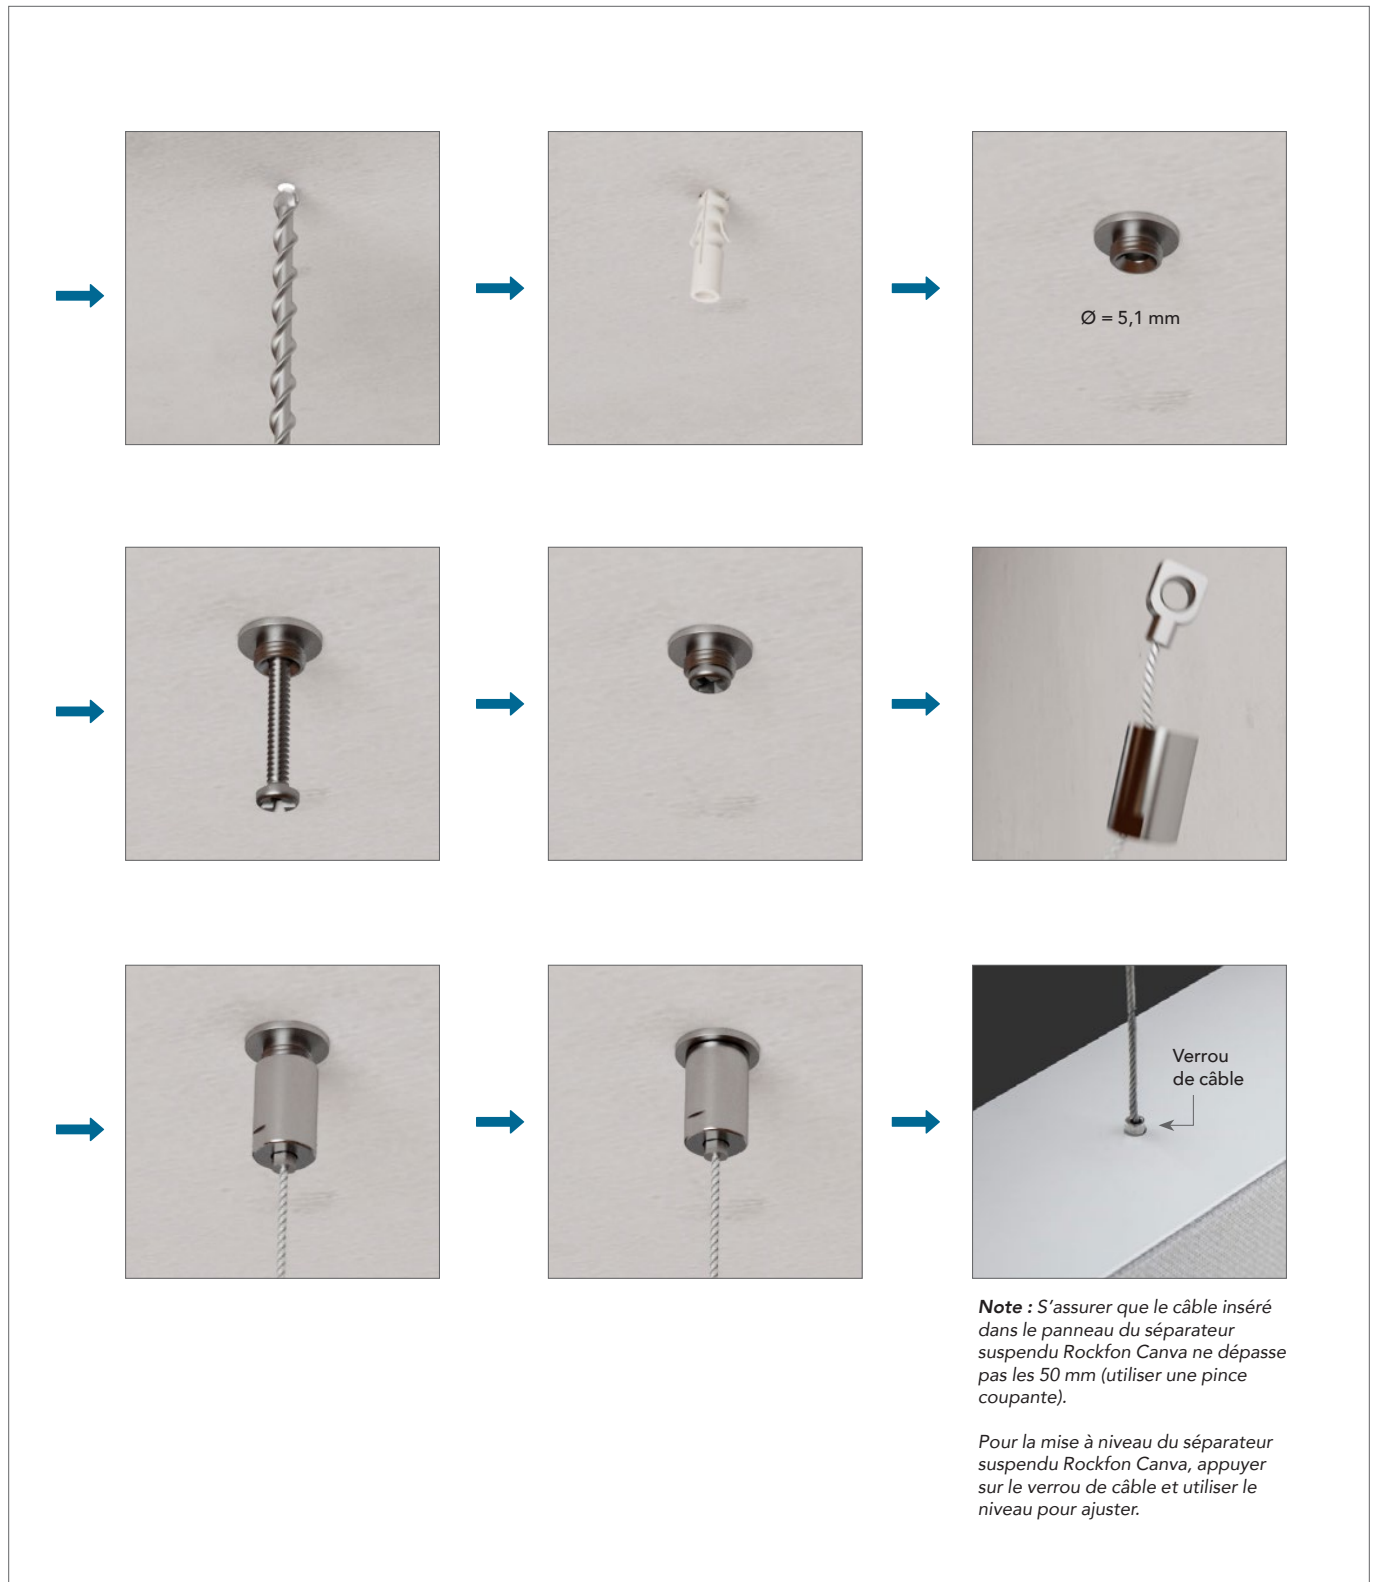 Ø = 5,1 mm
Verrou
de câble
Note : S’assurer que le câble inséré
dans le panneau du séparateur
suspendu Rockfon Canva ne dépasse
pas les 50 mm (utiliser une pince
coupante).
Pour la mise à niveau du séparateur
suspendu Rockfon Canva, appuyer
sur le verrou de câble et utiliser le
niveau pour ajuster.